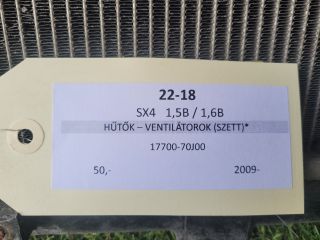 22-18
SX4 1,5B / 1,6B
HŰTŐK – VENTILÁTOROK (SZETT)*
17700-70J00
50,- 2009-